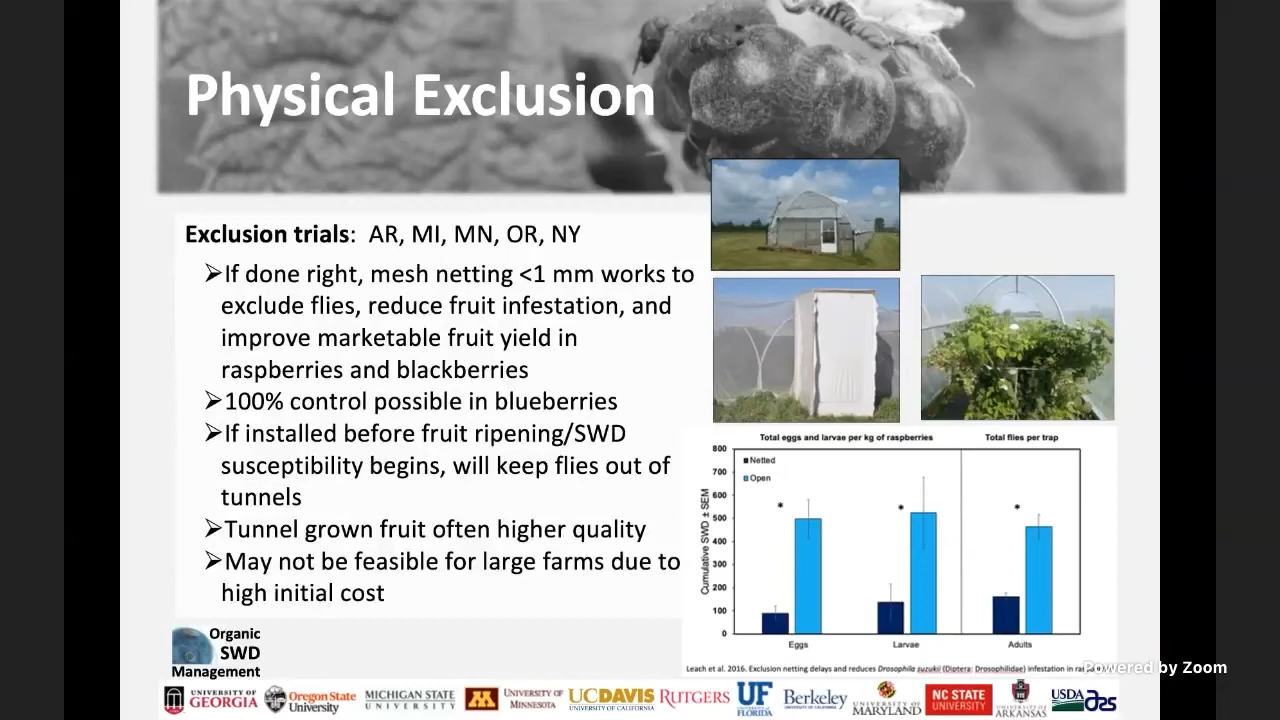 Physical Exclusion
Exclusion trials: AR, MI, MN, OR, NY
➢If done right, mesh netting <1 mm works to
exclude flies, reduce fruit infestation, and
improve marketable fruit yield in
raspberries and blackberries
➢100% control possible in blueberries
➢If installed before fruit ripening/SWD
susceptibility begins, will keep flies out of
tunnels
➢Tunnel grown fruit often higher quality
➢May not be feasible for large farms due to
high initial cost
Total eggs and larvae per kg of raspberries
Total flies per trap
Cumulative SWD ± SEM
800
700
600
500
400
300
200
100
0
Netted
Open
*
*
*
Eggs
Larvae
Adults
Leach et al. 2016. Exclusion netting delays and reduces Drosophila suzukii (Diptera: Drosophilidae) infestation in
Powered by Zoom
Organic
SWD
Management
UNIVERSITY OF
GEORGIA
Oregon State
University
MICHIGAN STATE
UNIVERSITY
UNIVERSITY OF
MINNESOTA
UCDAVIS
UNIVERSITY OF CALIFORNIA
RUTGERS
UF
FLORIDA
Berkeley
UNIVERSITY OF CALIFORNIA
UNIVERSITY OF
MARYLAND
NC STATE
UNIVERSITY
UNIVERSITY OF
ARKANSAS
USDA
ars